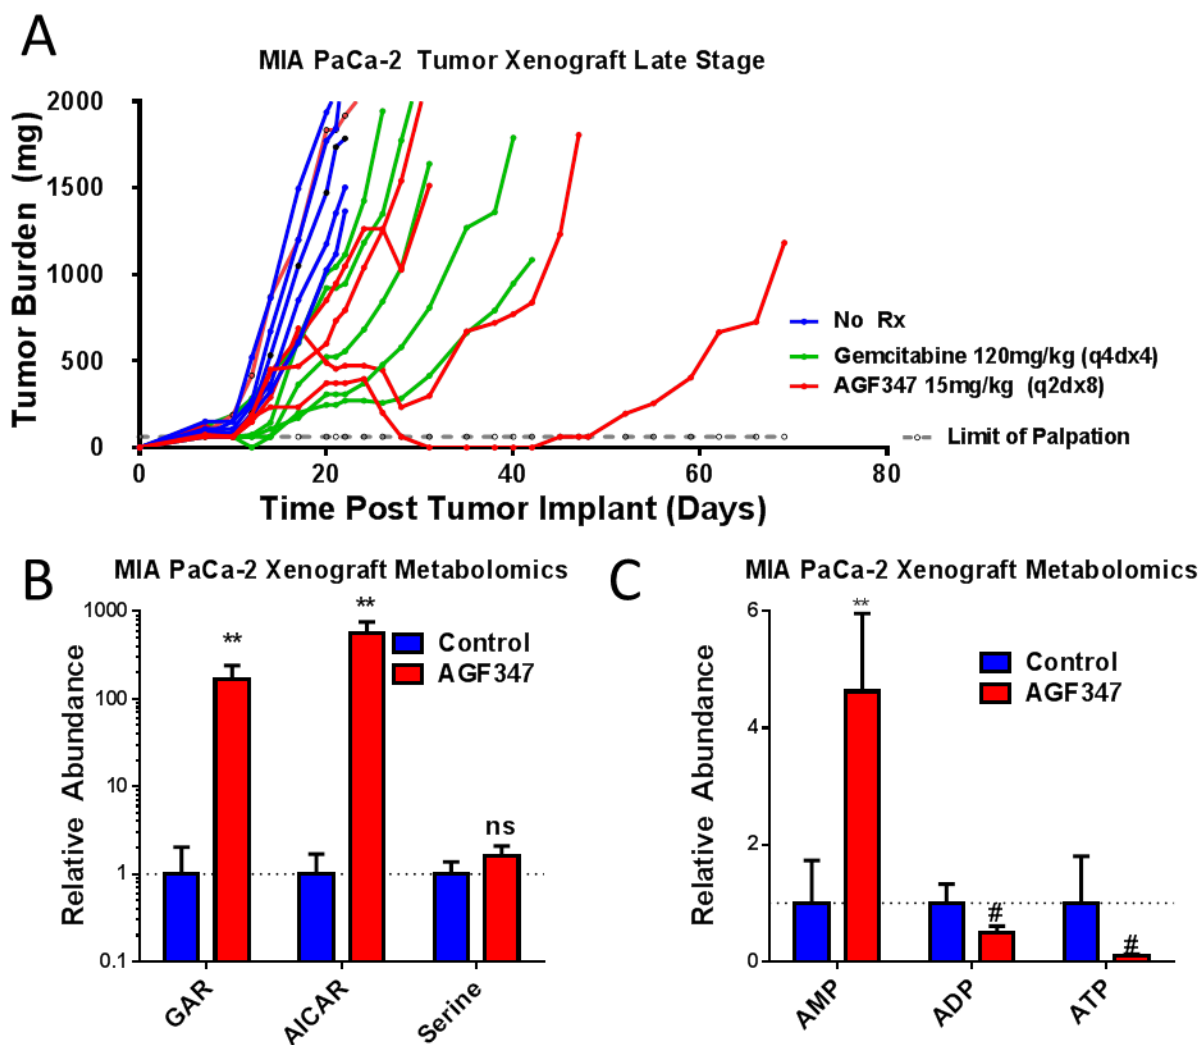 A
MIA PaCa-2 Tumor Xenograft Late Stage
Tumor Burden (mg)
2000
1500
1000
500
0
0 20 40 60 80
Time Post Tumor Implant (Days)
No Rx
Gemcitabine 120mg/kg (q4dx4)
AGF347 15mg/kg (q2dx8)
Limit of Palpation
B
MIA PaCa-2 Xenograft Metabolomics
Relative Abundance
1000
100
10
1
0.1
** ** ns
Control
AGF347
GAR AICAR Serine
C
MIA PaCa-2 Xenograft Metabolomics
Relative Abundance
6
4
2
0
** # #
Control
AGF347
AMP ADP ATP